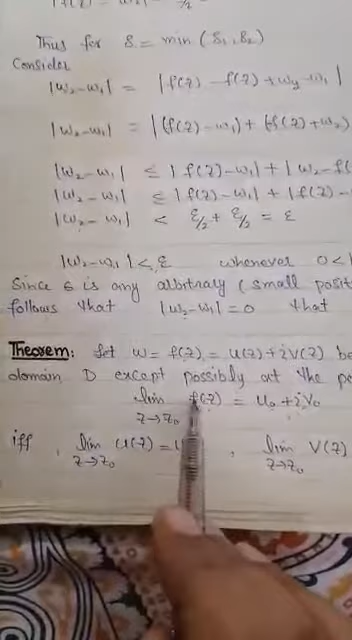 Thus for δ = min (δ₁, δ₂)
Consider
|w₂-w₁| = |f(z) - f(z) + w₂ - w₁|
|w₂-w₁| = |(f(z) - w₁) + (-f(z) + w₂)
|w₂-w₁| ≤ |f(z) - w₁| + |w₂ - f(
|w₂-w₁| ≤ |f(z) - w₁| + |f(z) -
|w₂-w₁| < ε/₂ + ε/₂ = ε
|w₂-w₁| < ε whenever 0 < |
Since ε is any arbitrary (small posit
follows that |w₂-w₁| = 0 that
Theorem: Let w = f(z) = u(z) + iv(z) be
domain D except possibly at the po
lim f(z) = u₀ + iv₀
z→z₀
iff , lim u(z) = u , lim v(z)
z→z₀ z→z₀